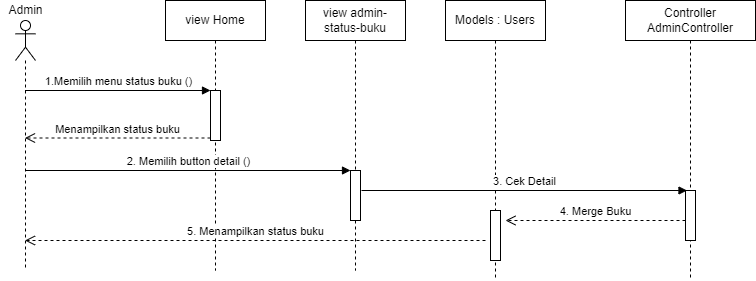 Admin
view Home
view admin-
status-buku
Models : Users
Controller
AdminController
1.Memilih menu status buku ()
Menampilkan status buku
2. Memilih button detail ()
3. Cek Detail
4. Merge Buku
5. Menampilkan status buku